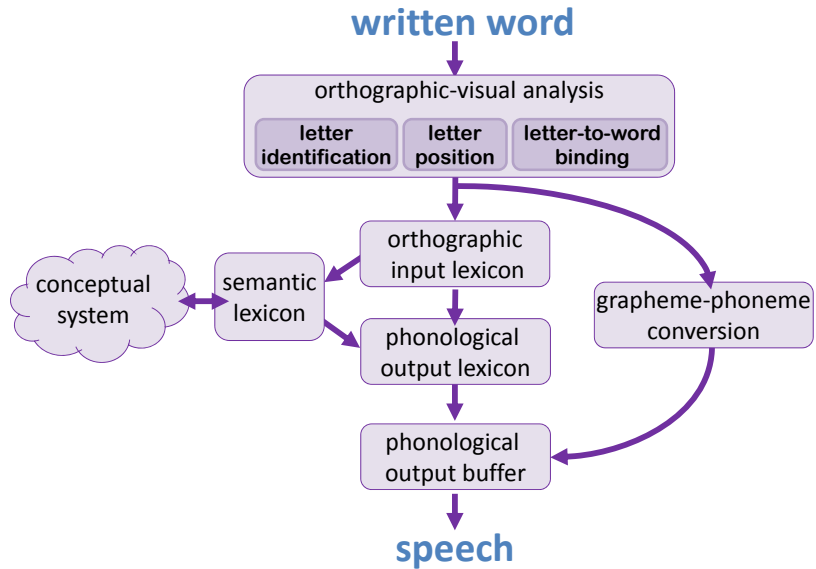 written word
orthographic-visual analysis
letter
identification
letter
position
letter-to-word
binding
orthographic
input lexicon
conceptual
system
semantic
lexicon
grapheme-phoneme
conversion
phonological
output lexicon
phonological
output buffer
speech